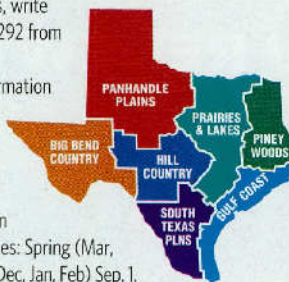 s, write
292 from
rmation
PANHANDLE
PLAINS
PRAIRIES
& LAKES
PINEY
WOODS
BIG BEND
COUNTRY
HILL
COUNTRY
GULF COAST
SOUTH
TEXAS
PLNS
n
es: Spring (Mar,
Dec, Jan, Feb) Sep. 1.